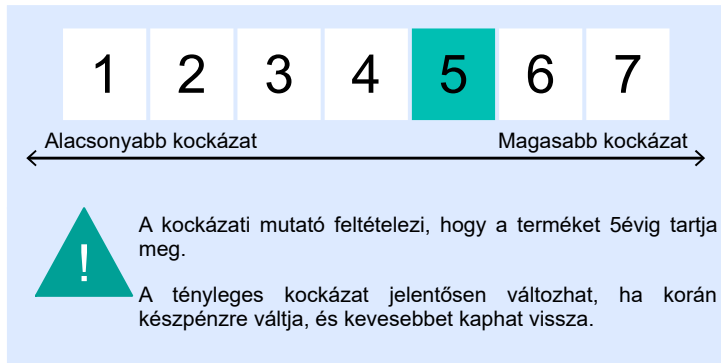 1 2 3 4 5 6 7
Alacsonyabb kockázat Magasabb kockázat
A kockázati mutató feltételezi, hogy a terméket 5évig tartja
meg.
!
A tényleges kockázat jelentősen változhat, ha korán
készpénzre váltja, és kevesebbet kaphat vissza.